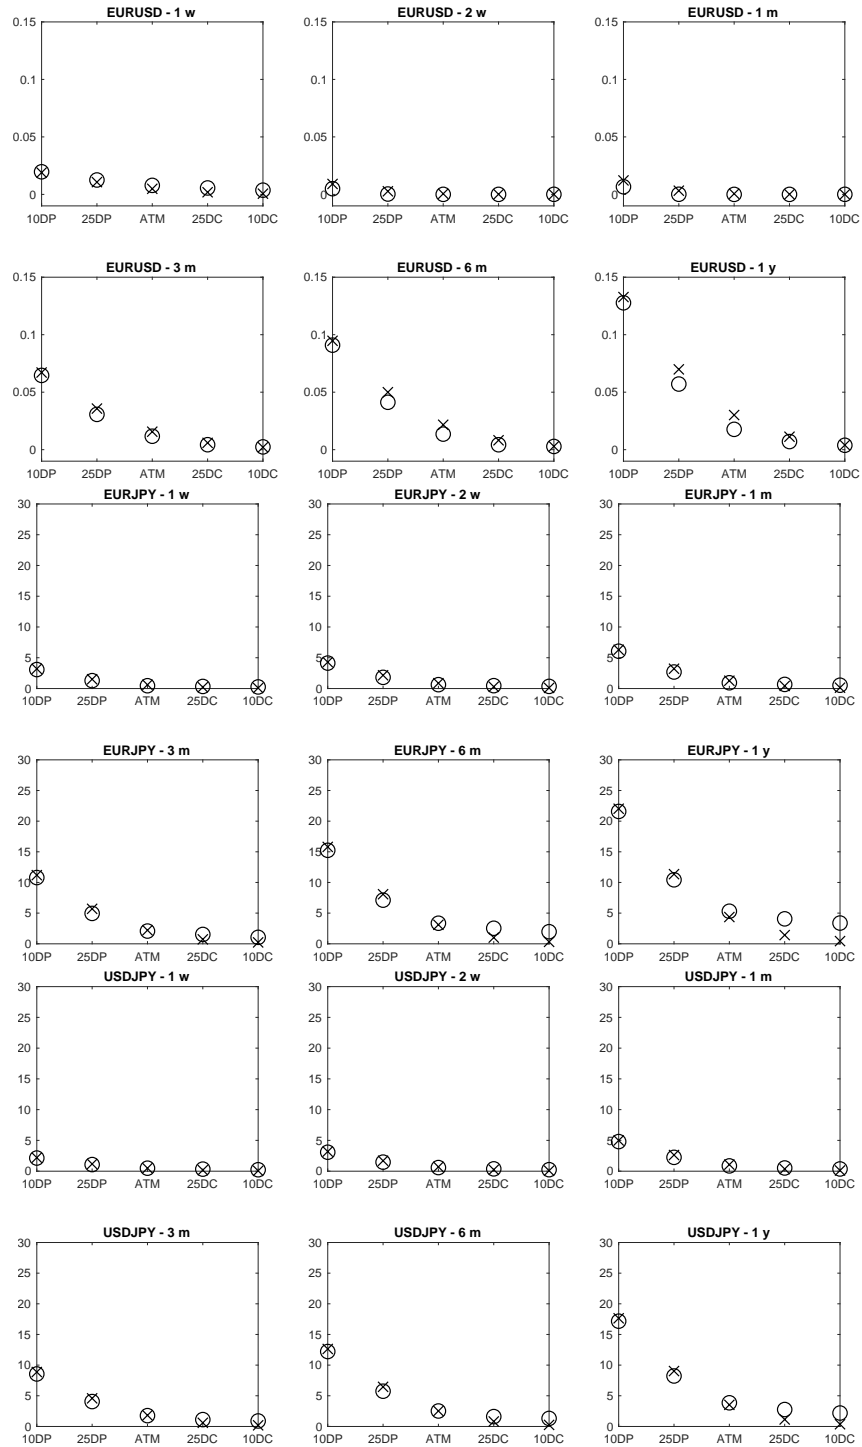 EURUSD - 1 w EURUSD - 2 w EURUSD - 1 m
0.15 0.15 0.15
0.1 0.1 0.1
0.05 0.05 0.05
0 0 0
10DP 25DP ATM 25DC 10DC 10DP 25DP ATM 25DC 10DC 10DP 25DP ATM 25DC 10DC
EURUSD - 3 m EURUSD - 6 m EURUSD - 1 y
0.15 0.15 0.15
0.1 0.1 0.1
0.05 0.05 0.05
0 0 0
10DP 25DP ATM 25DC 10DC 10DP 25DP ATM 25DC 10DC 10DP 25DP ATM 25DC 10DC
EURJPY - 1 w EURJPY - 2 w EURJPY - 1 m
30 30 30
25 25 25
20 20 20
15 15 15
10 10 10
5 5 5
0 0 0
10DP 25DP ATM 25DC 10DC 10DP 25DP ATM 25DC 10DC 10DP 25DP ATM 25DC 10DC
EURJPY - 3 m EURJPY - 6 m EURJPY - 1 y
30 30 30
25 25 25
20 20 20
15 15 15
10 10 10
5 5 5
0 0 0
10DP 25DP ATM 25DC 10DC 10DP 25DP ATM 25DC 10DC 10DP 25DP ATM 25DC 10DC
USDJPY - 1 w USDJPY - 2 w USDJPY - 1 m
30 30 30
25 25 25
20 20 20
15 15 15
10 10 10
5 5 5
0 0 0
10DP 25DP ATM 25DC 10DC 10DP 25DP ATM 25DC 10DC 10DP 25DP ATM 25DC 10DC
USDJPY - 3 m USDJPY - 6 m USDJPY - 1 y
30 30 30
25 25 25
20 20 20
15 15 15
10 10 10
5 5 5
0 0 0
10DP 25DP ATM 25DC 10DC 10DP 25DP ATM 25DC 10DC 10DP 25DP ATM 25DC 10DC